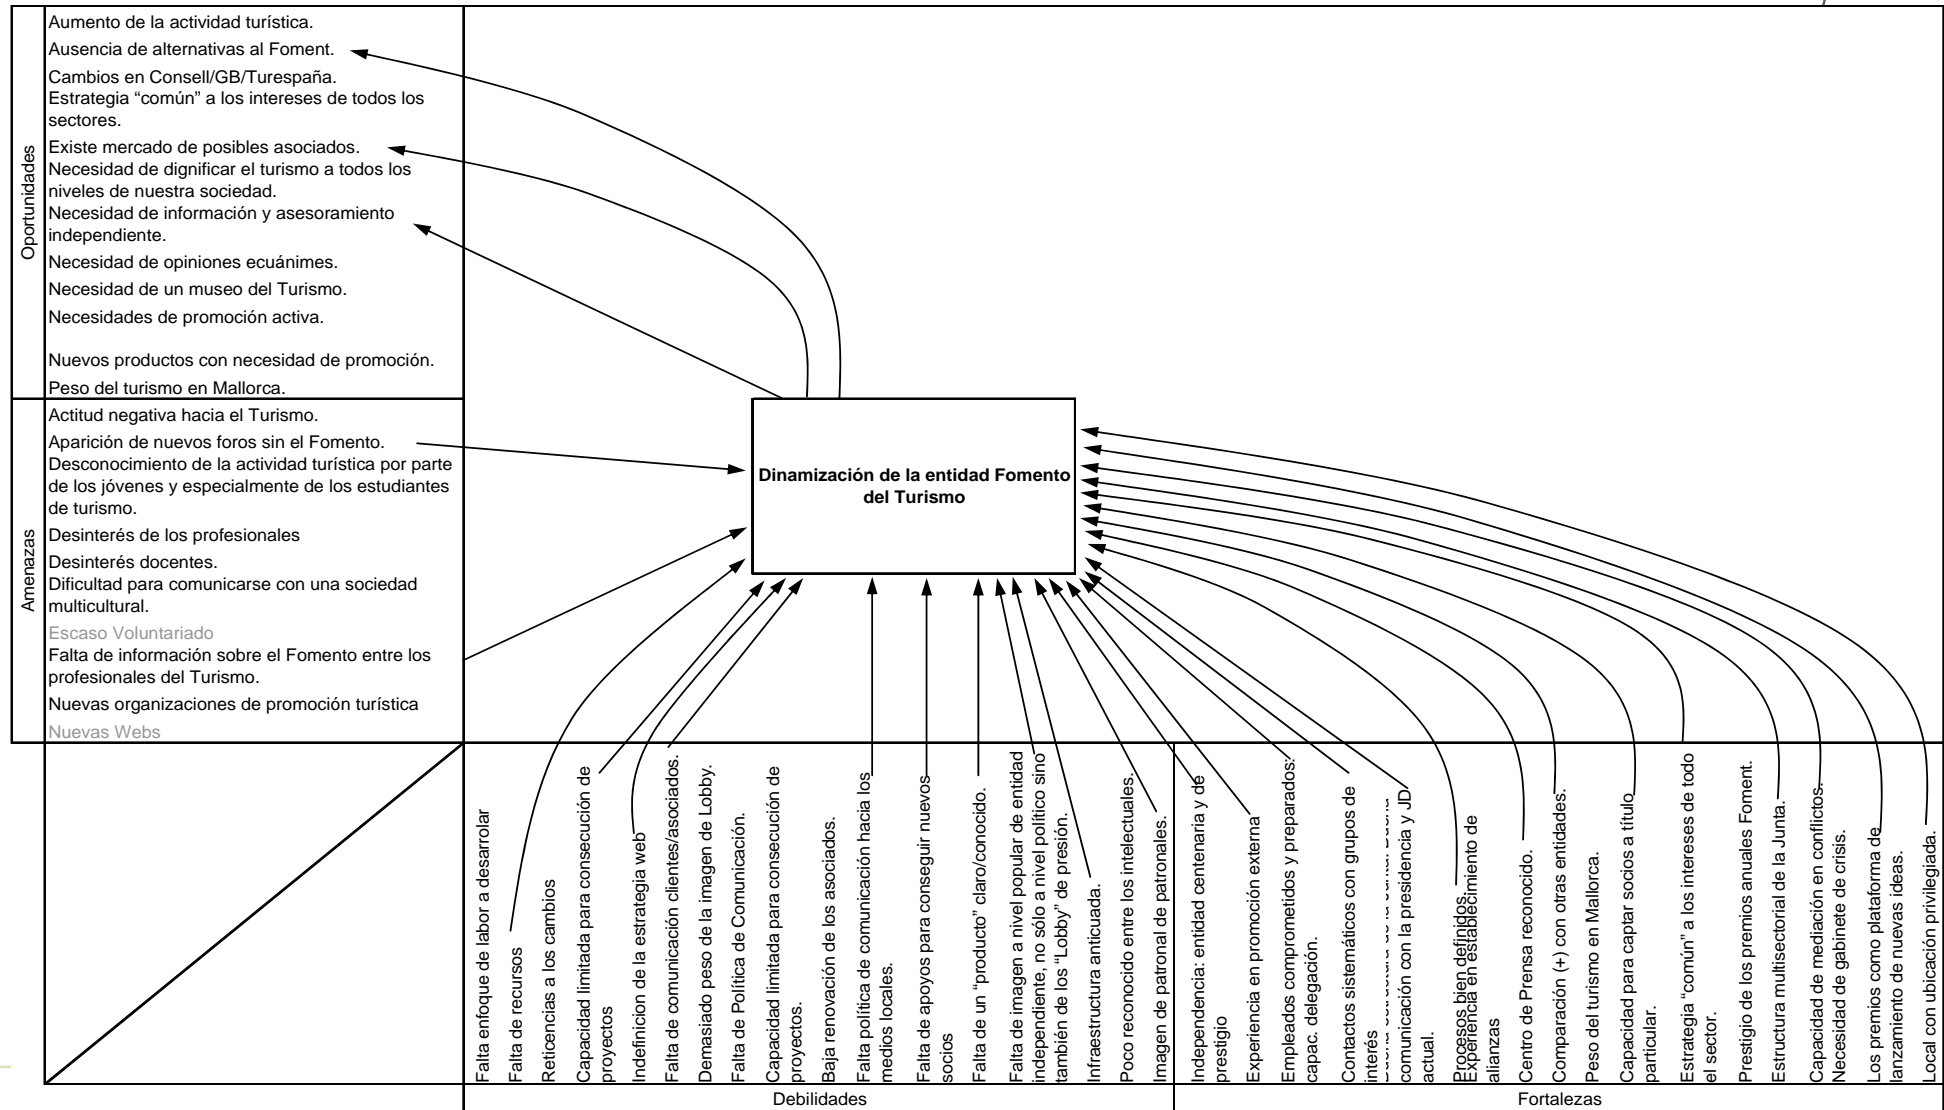 Oportunidades
Aumento de la actividad turística.
Ausencia de alternativas al Foment.
Cambios en Consell/GB/Turespaña.
Estrategia “común” a los intereses de todos los
sectores.
Existe mercado de posibles asociados.
Necesidad de dignificar el turismo a todos los
niveles de nuestra sociedad.
Necesidad de información y asesoramiento
independiente.
Necesidad de opiniones ecuánimes.
Necesidad de un museo del Turismo.
Necesidades de promoción activa.
Nuevos productos con necesidad de promoción.
Peso del turismo en Mallorca.
Amenazas
Actitud negativa hacia el Turismo.
Aparición de nuevos foros sin el Fomento.
Desconocimiento de la actividad turística por parte
de los jóvenes y especialmente de los estudiantes
de turismo.
Desinterés de los profesionales
Desinterés docentes.
Dificultad para comunicarse con una sociedad
multicultural.
Escaso Voluntariado
Falta de información sobre el Fomento entre los
profesionales del Turismo.
Nuevas organizaciones de promoción turística
Nuevas Webs
Dinamización de la entidad Fomento
del Turismo
Falta enfoque de labor a desarrolar
Falta de recursos
Reticencias a los cambios
Capacidad limitada para consecución de
proyectos
Indefinicion de la estrategia web
Falta de comunicación clientes/asociados.
Demasiado peso de la imagen de Lobby.
Falta de Política de Comunicación.
Capacidad limitada para consecución de
proyectos.
Baja renovación de los asociados.
Falta política de comunicación hacia los
medios locales.
Falta de apoyos para conseguir nuevos
socios
Falta de un “producto” claro/conocido.
Falta de imagen a nivel popular de entidad
independiente, no sólo a nivel político sino
también de los “Lobby” de presión.
Infraestructura anticuada.
Poco reconocido entre los intelectuales.
Imagen de patronal de patronales.
Independencia: entidad centenaria y de
prestigio
Experiencia en promoción externa
Empleados comprometidos y preparados:
capac. delegación.
Contactos sistemáticos con grupos de
interés
comunicación con la presidencia y JD
actual.
Procesos bien definidos.
Experiencia en establecimiento de
alianzas
Centro de Prensa reconocido.
Comparación (+) con otras entidades.
Peso del turismo en Mallorca.
Capacidad para captar socios a título
particular.
Estrategia “común” a los intereses de todo
el sector.
Prestigio de los premios anuales Foment.
Estructura multisectorial de la Junta.
Capacidad de mediación en conflictos.
Necesidad de gabinete de crisis.
Los premios como plataforma de
lanzamiento de nuevas ideas.
Local con ubicación privilegiada.
Debilidades
Fortalezas